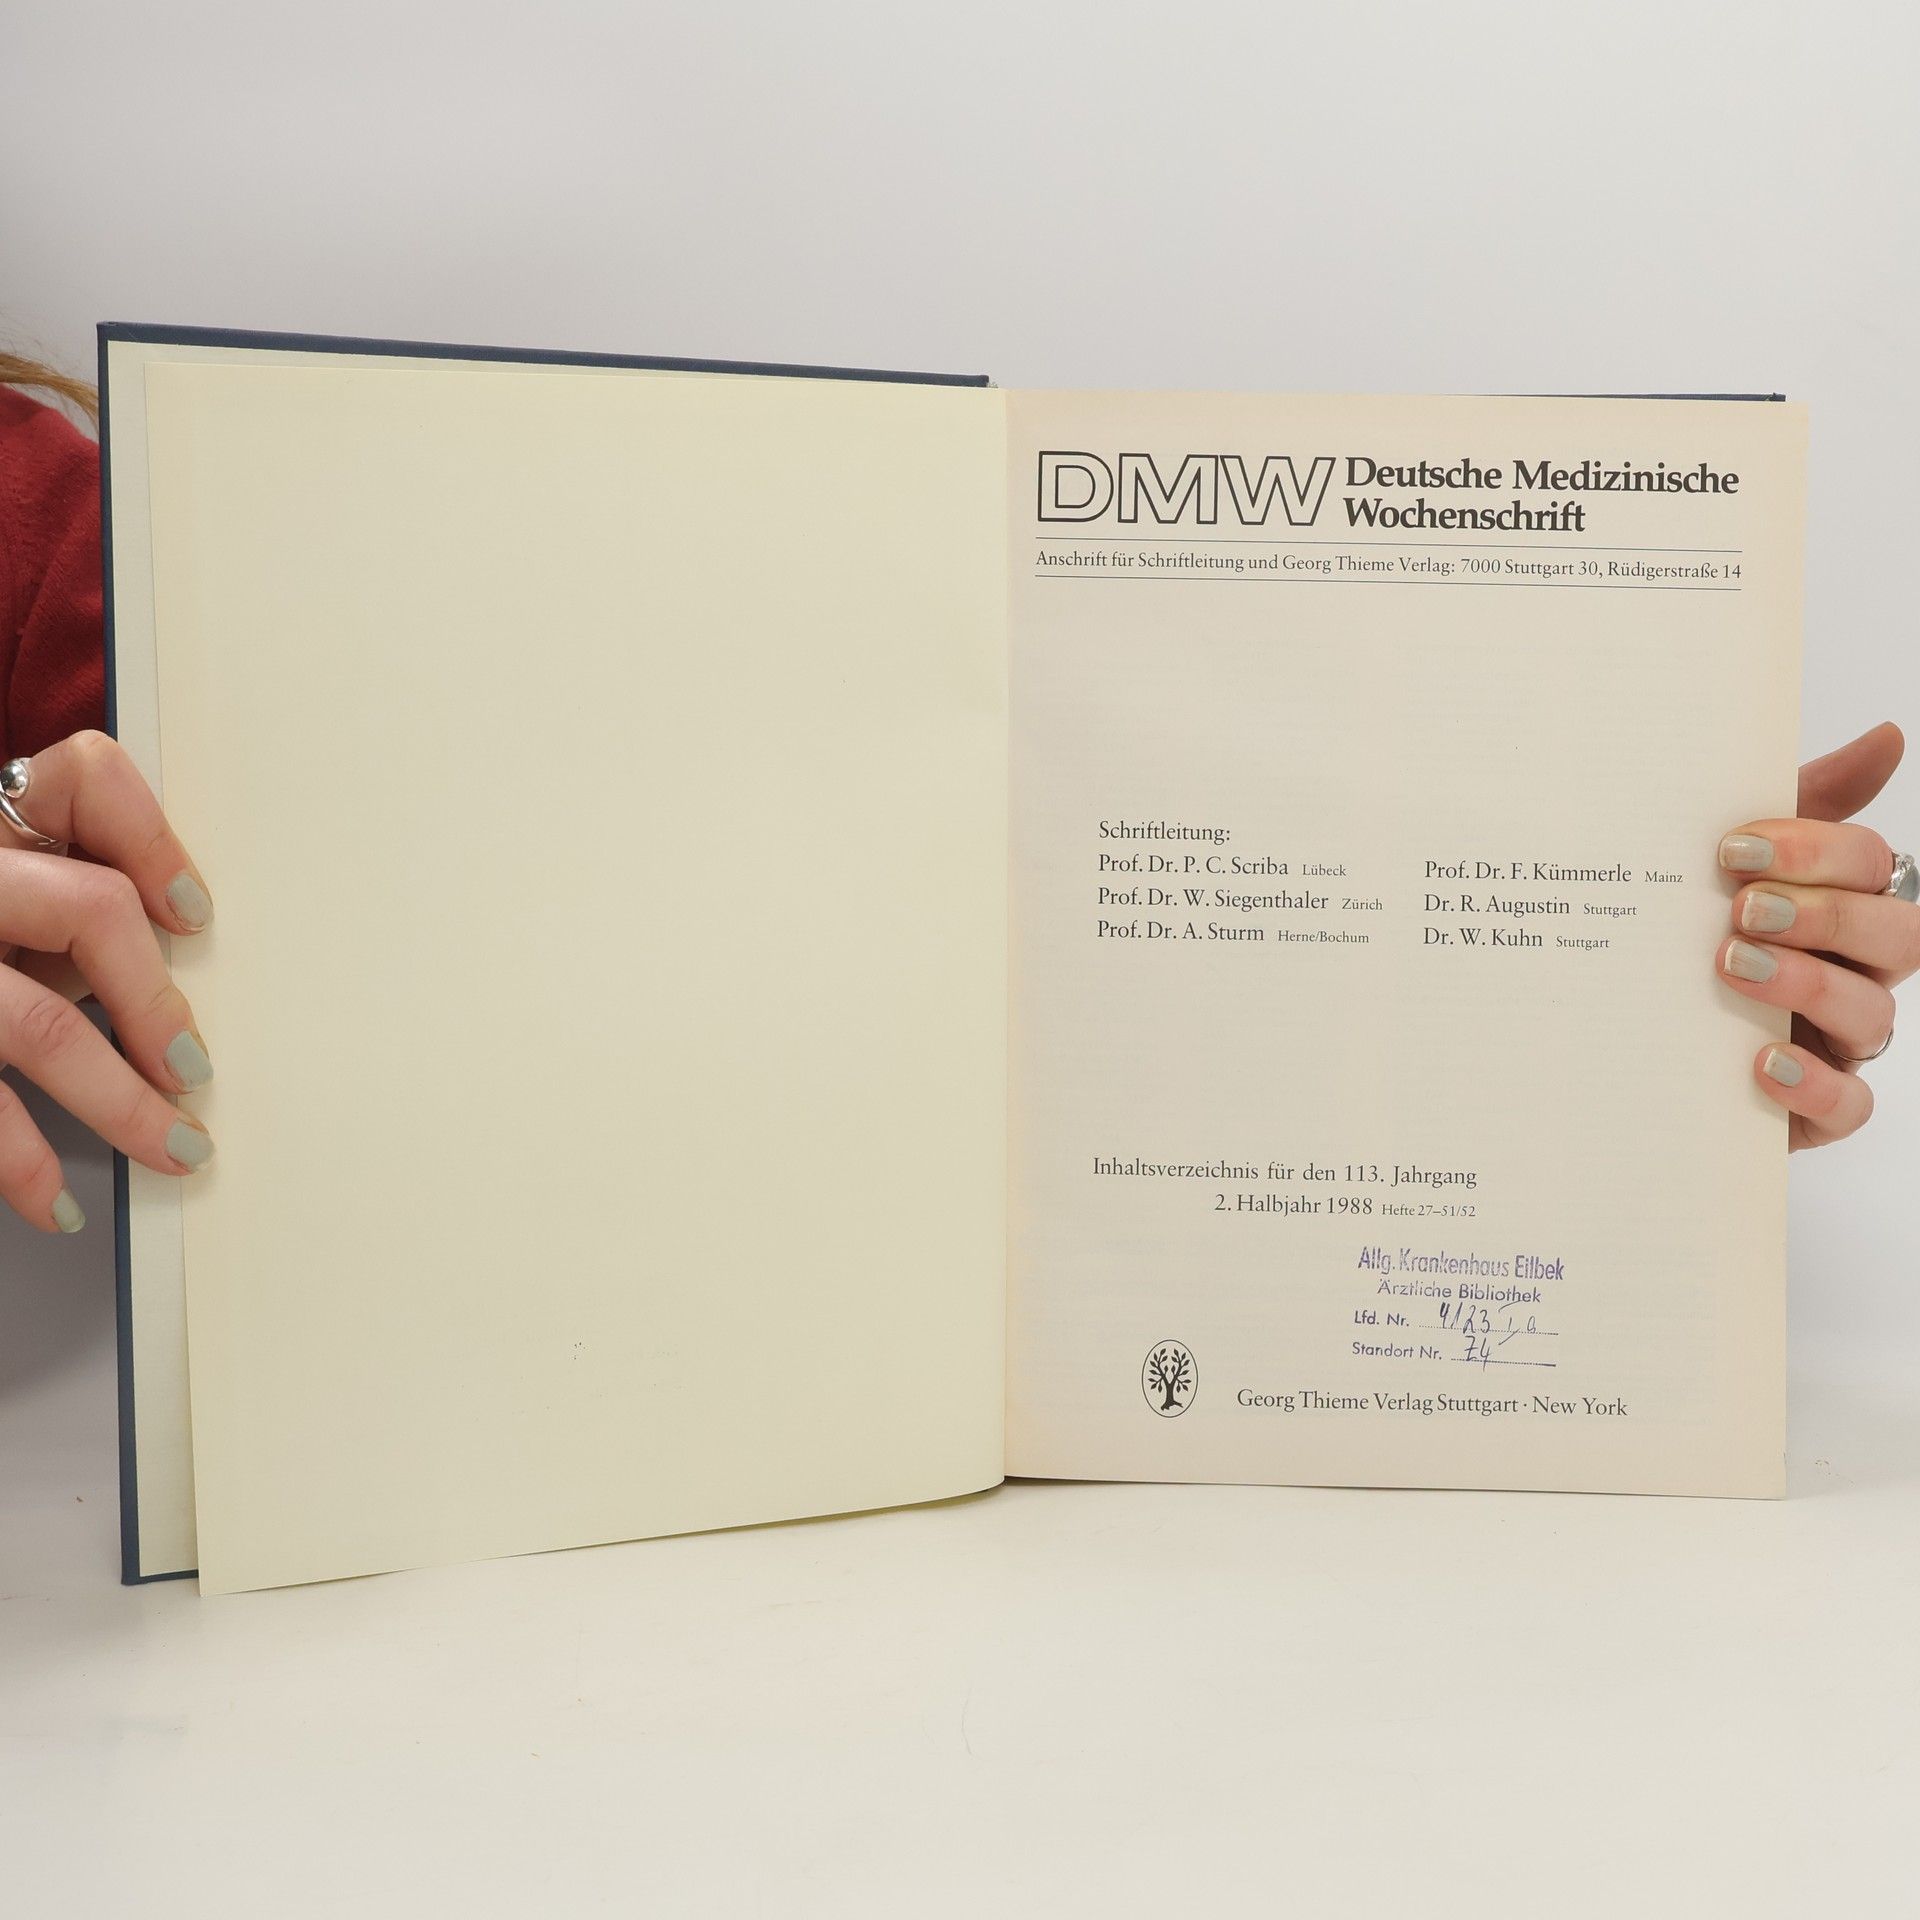 DMW Deutsche Medizinische
Wochenschrift
Anschrift für Schriftleitung und Georg Thieme Verlag: 7000 Stuttgart 30, Rüdigerstraße 14
Schriftleitung:
Prof. Dr. P. C. Scriba Lübeck
Prof. Dr. W. Siegenthaler Zürich
Prof. Dr. A. Sturm Herne/Bochum
Prof. Dr. F. Kümmerle Mainz
Dr. R. Augustin Stuttgart
Dr. W. Kuhn Stuttgart
Inhaltsverzeichnis für den 113. Jahrgang
2. Halbjahr 1988 Hefte 27–51/52
Allg. Krankenhaus Eilbek
Ärztliche Bibliothek
Lfd. Nr.
Standort Nr.
Georg Thieme Verlag Stuttgart · New York